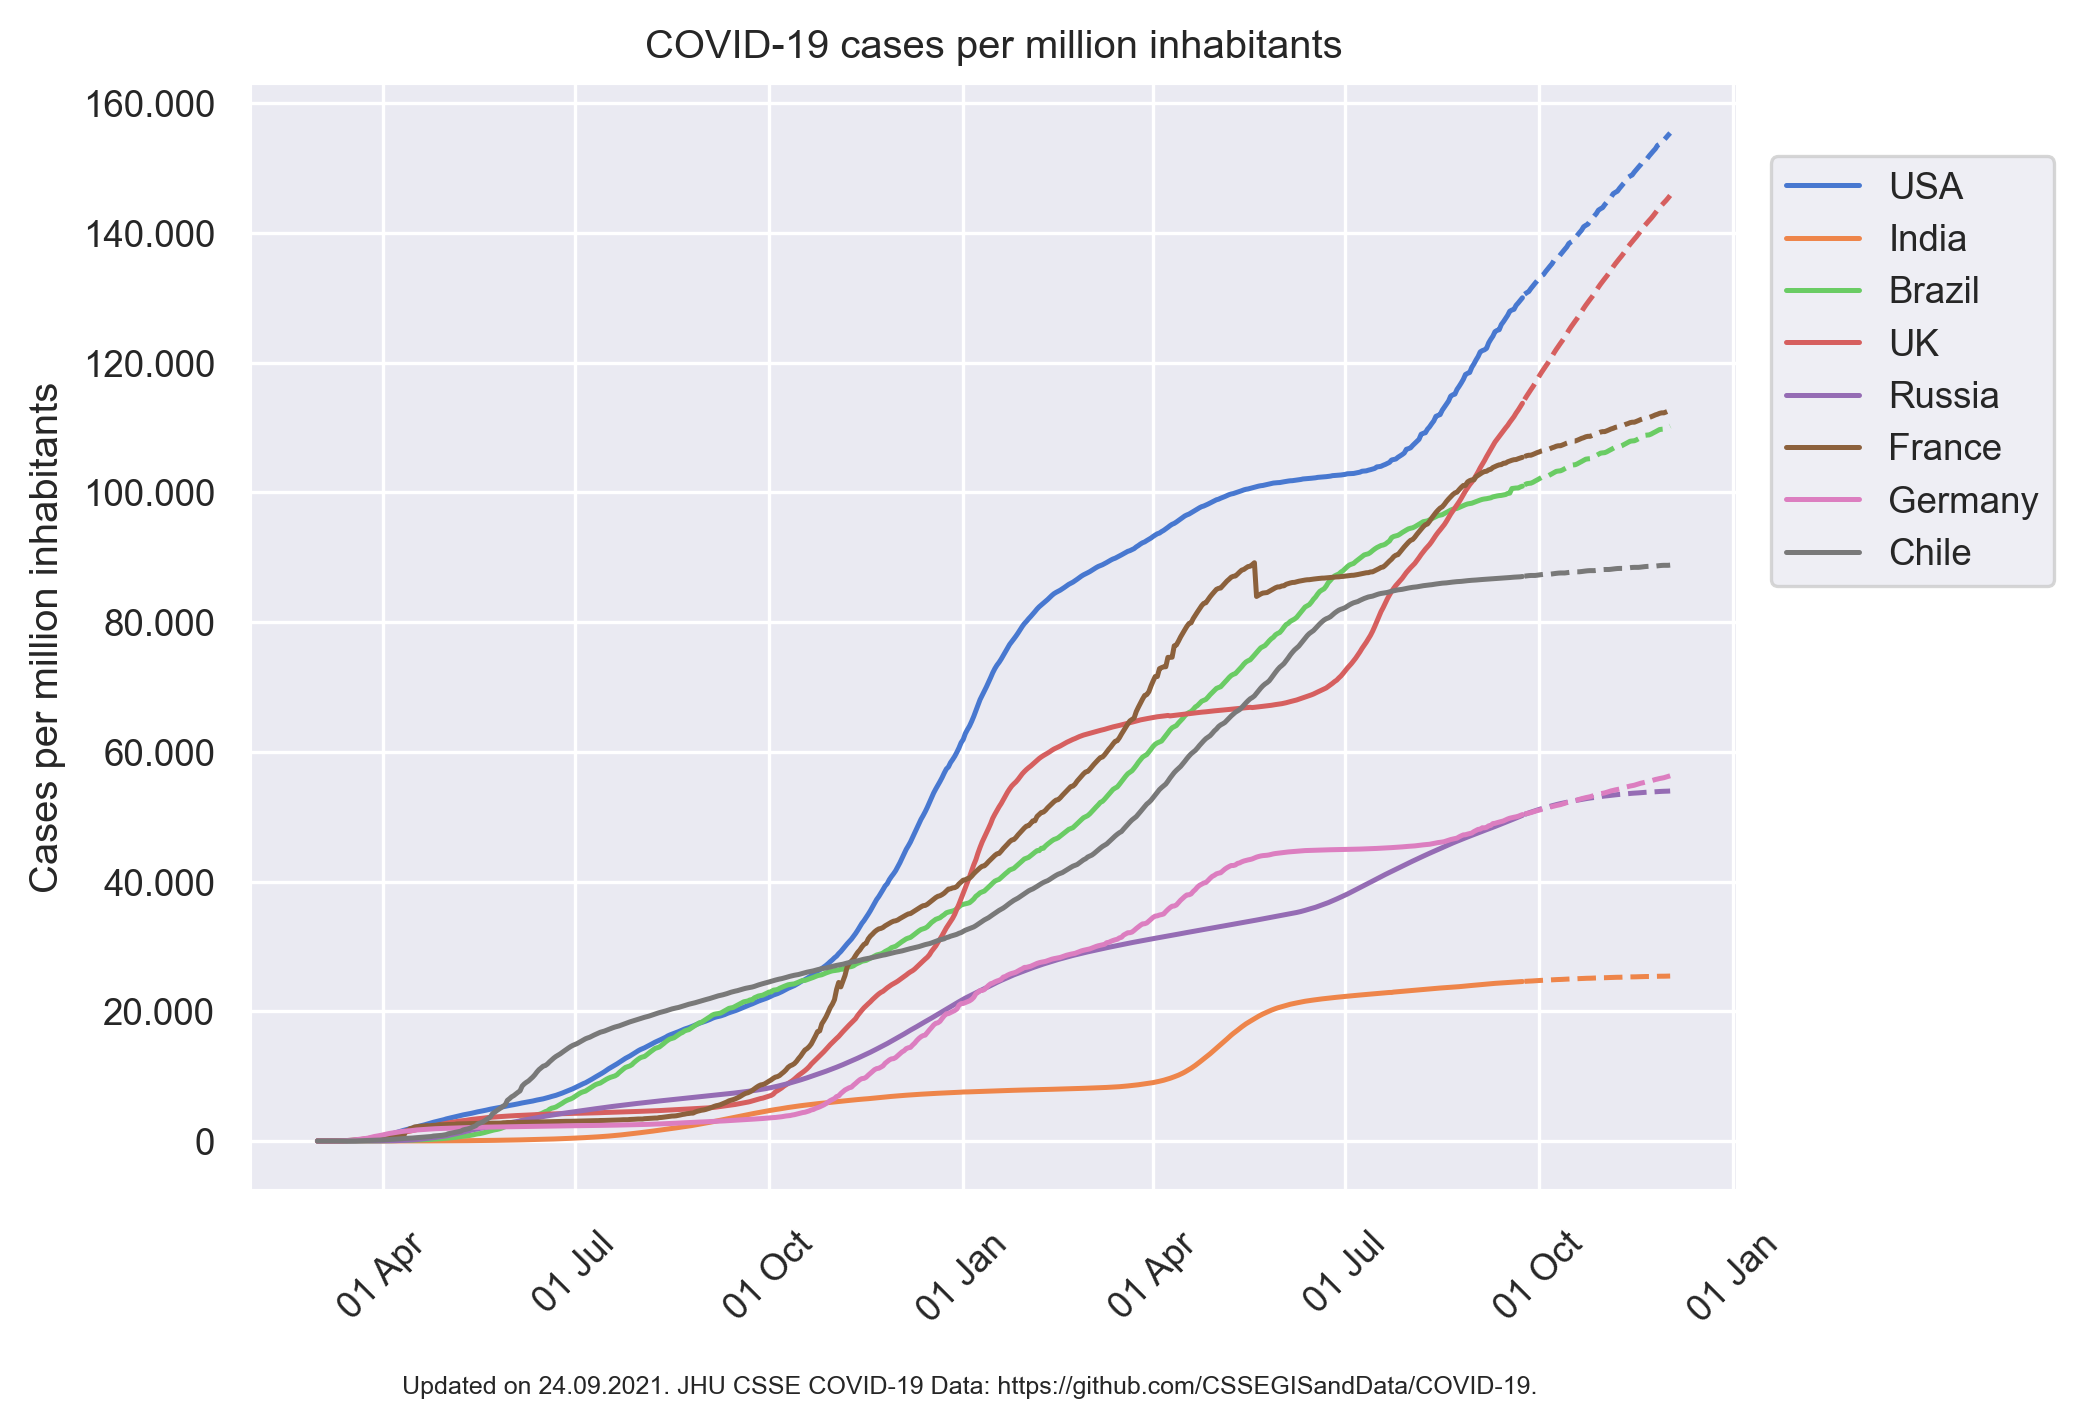 COVID-19 cases per million inhabitants
160.000
140.000
120.000
100.000
80.000
60.000
40.000
20.000
0
Cases per million inhabitants
USA
India
Brazil
UK
Russia
France
Germany
Chile
01 Apr
01 Jul
01 Oct
01 Jan
01 Apr
01 Jul
01 Oct
01 Jan
Updated on 24.09.2021. JHU CSSE COVID-19 Data: https://github.com/CSSEGISandData/COVID-19.